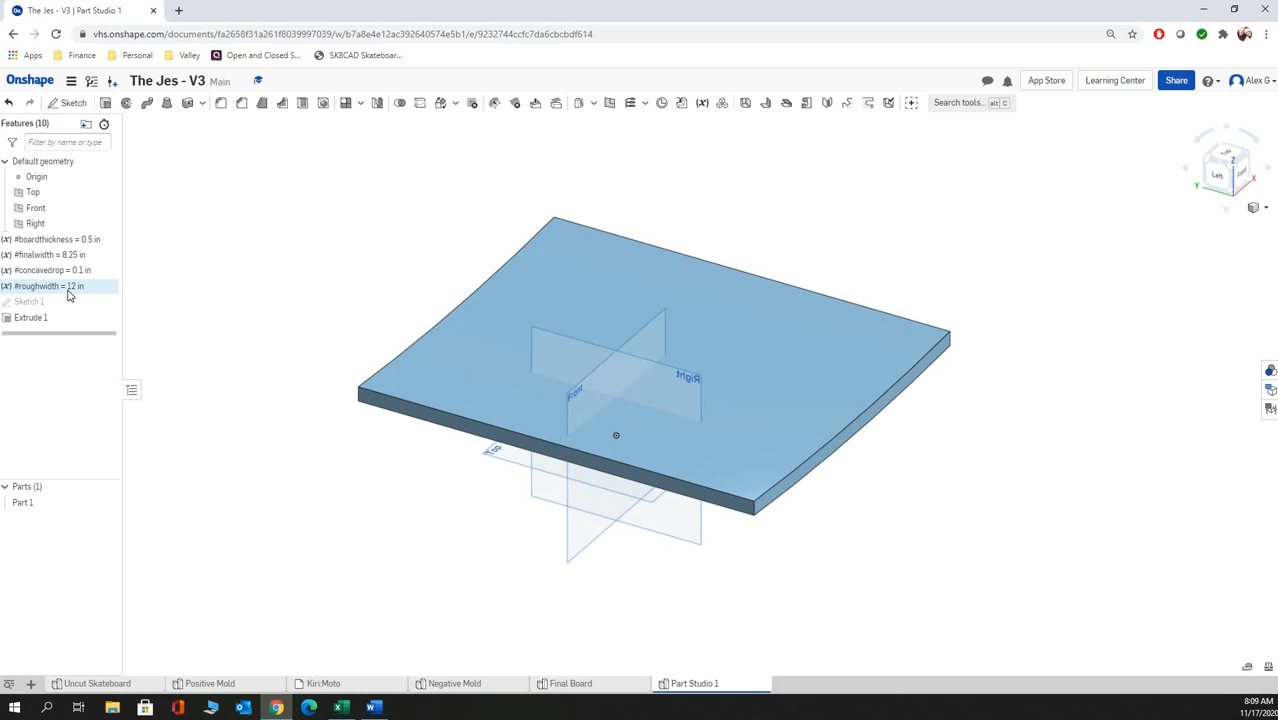 The Jes - V3 | Part Studio 1
vhs.onshape.com/documents/fa2658f31a261f8039997039/w/b7a8e4e12ac392640574e5b1/e/9232744ccfc7da6cbcbdf614
Apps Finance Personal Valley Open and Closed S... SK8CAD Skateboar...
Onshape The Jes - V3 Main App Store Learning Center Share Alex G
Sketch Search tools... alt C
Features (10)
Filter by name or type
Default geometry
Origin
Top
Front
Right
(x) #boardthickness = 0.5 in
(x) #finalwidth = 8.25 in
(x) #concavedrop = 0.1 in
(x) #roughwidth = 12 in
Sketch 1
Extrude 1
Left Front
Z
Y X
Right
Front
Top
Parts (1)
Part 1
Uncut Skateboard Positive Mold Kiri:Moto Negative Mold Final Board Part Studio 1
8:09 AM
11/17/2020